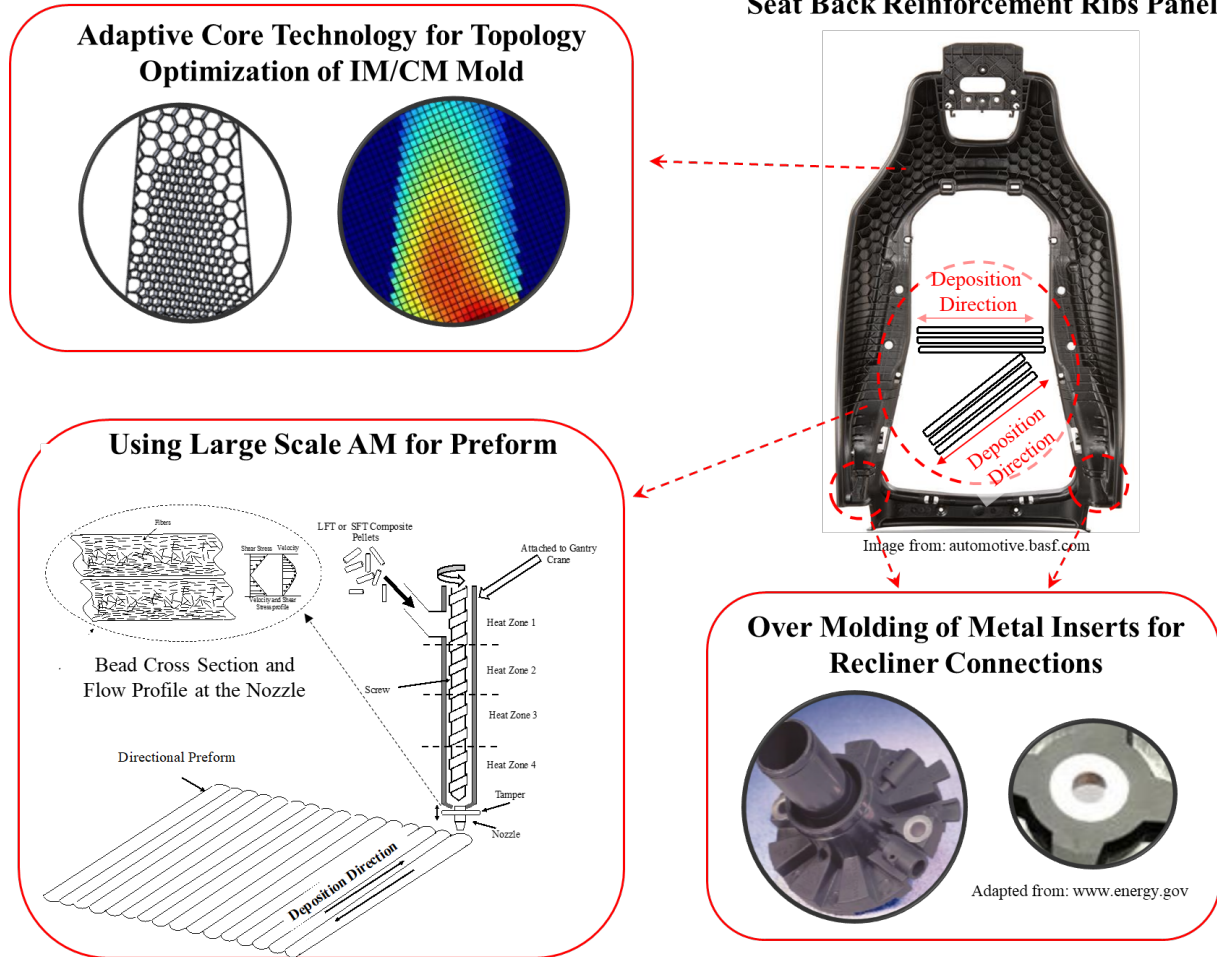 Seat Back Reinforcement Ribs Panel
Adaptive Core Technology for Topology
Optimization of IM/CM Mold
Deposition
Direction
Deposition
Direction
Image from: automotive.basf.com
Using Large Scale AM for Preform
Fibers
Shear Stress Velocity
Velocity and Shear
Stress profile
LFT or SFT Composite
Pellets
Attached to Gantry
Crane
Heat Zone 1
Heat Zone 2
Heat Zone 3
Heat Zone 4
Screw
Tamper
Nozzle
Bead Cross Section and
Flow Profile at the Nozzle
Directional Preform
Deposition Direction
Over Molding of Metal Inserts for
Recliner Connections
Adapted from: www.energy.gov